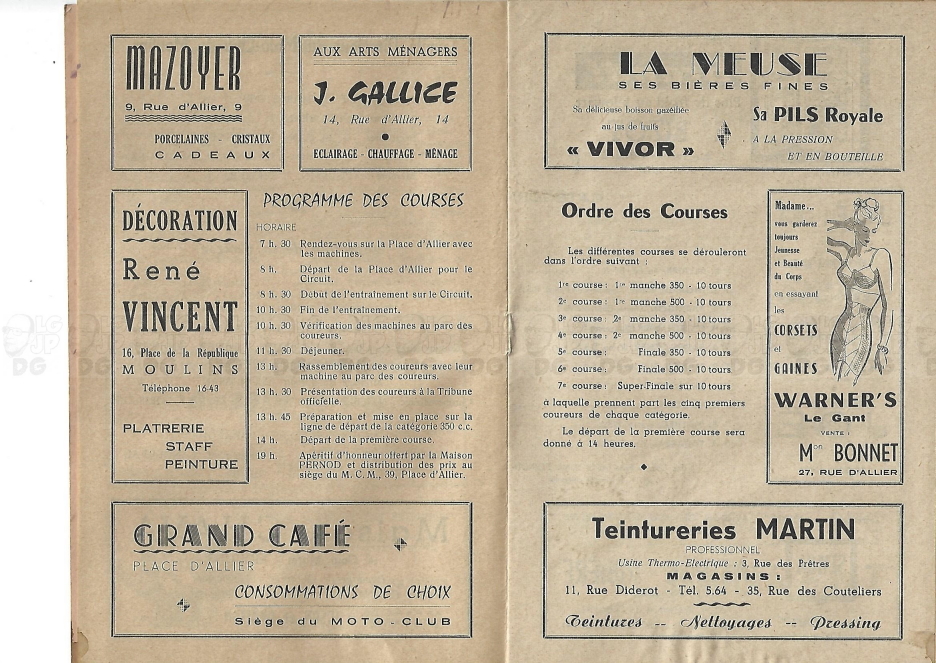 MAZOYER
9, Rue d'Allier, 9
PORCELAINES - CRISTAUX
CADEAUX
AUX ARTS MÉNAGERS
J. GALLICE
14, Rue d'Allier, 14
ECLAIRAGE - CHAUFFAGE - MÉNAGE
DÉCORATION
René
VINCENT
16, Place de la République
MOULINS
Téléphone 16-43
PLATRERIE
STAFF
PEINTURE
PROGRAMME DES COURSES
HORAIRE
7 h. 30 Rendez-vous sur la Place d'Allier avec
les machines.
8 h. Départ de la Place d'Allier pour le
Circuit.
8 h. 30 Début de l'entraînement sur le Circuit.
10 h. 30 Fin de l'entraînement.
10 h. 30 Vérification des machines au parc des
coureurs.
11 h. 30 Déjeuner.
13 h. Rassemblement des coureurs avec leur
machine au parc des coureurs.
13 h. 30 Présentation des coureurs à la Tribune
officielle.
13 h. 45 Préparation et mise en place sur la
ligne de départ de la catégorie 350 c.c.
14 h. Départ de la première course.
19 h. Apéritif d'honneur offert par la Maison
PERNOD et distribution des prix au
siège du M. C. M., 39, Place d'Allier.
GRAND CAFÉ
PLACE D'ALLIER
CONSOMMATIONS DE CHOIX
Siège du MOTO-CLUB
LA MEUSE
SES BIÈRES FINES
Sa délicieuse boisson gazéifiée
au jus de fruits
« VIVOR »
Sa PILS Royale
A LA PRESSION
ET EN BOUTEILLE
Ordre des Courses
Les différentes courses se dérouleront
dans l'ordre suivant :
1re course : 1re manche 350 - 10 tours
2e course : 1re manche 500 - 10 tours
3e course : 2e manche 350 - 10 tours
4e course : 2e manche 500 - 10 tours
5e course : Finale 350 - 10 tours
6e course : Finale 500 - 10 tours
7e course : Super-Finale sur 10 tours
à laquelle prennent part les cinq premiers
coureurs de chaque catégorie.
Le départ de la première course sera
donné à 14 heures.
Madame...
vous garderez
toujours
Jeunesse
et Beauté
du Corps
en essayant
les
CORSETS
et
GAINES
WARNER'S
Le Gant
VENTE :
Mon BONNET
27, RUE D'ALLIER
Teintureries MARTIN
PROFESSIONNEL
Usine Thermo-Electrique : 3, Rue des Prêtres
MAGASINS :
11, Rue Diderot - Tél. 5.64 - 35, Rue des Couteliers
Teintures -- Nettoyages -- Pressing